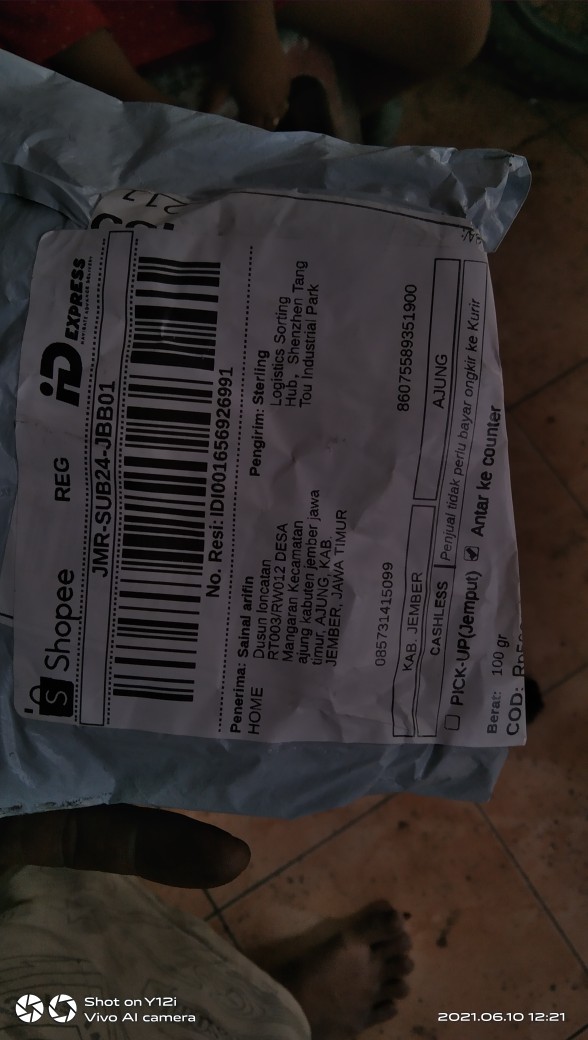 Shopee
REG
iD EXPRESS
JMR-SUB24-JBB01
No. Resi: IDI001656926991
Penerima: Sainal arifin
HOME
Dusun loncatan
RT003/RW012 DESA
Mangaran Kecamatan
ajung kabuten jember jawa
timur, AJUNG, KAB.
JEMBER, JAWA TIMUR
085731415099
Pengirim: Sterling
Logistics Sorting
Hub , Shenzhen Tang
Tou Industrial Park
86075589351900
KAB. JEMBER
AJUNG
CASHLESS
Penjual tidak perlu bayar ongkir ke Kurir
PICK-UP(Jemput)
Antar ke counter
Berat: 100 gr
COD:
Shot on Y12i
Vivo AI camera
2021.06.10 12:21